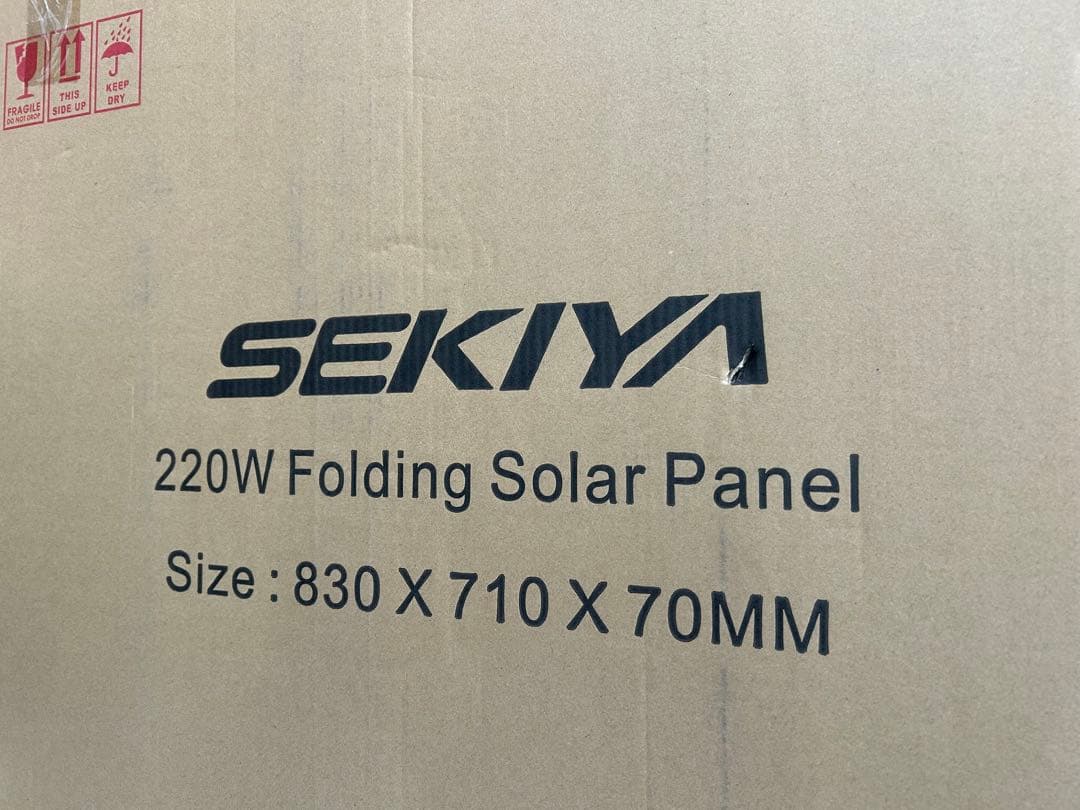 FRAGILE
DO NOT DROP
THIS
SIDE UP
KEEP
DRY
SEKIYA
220W Folding Solar Panel
Size : 830 X 710 X 70MM